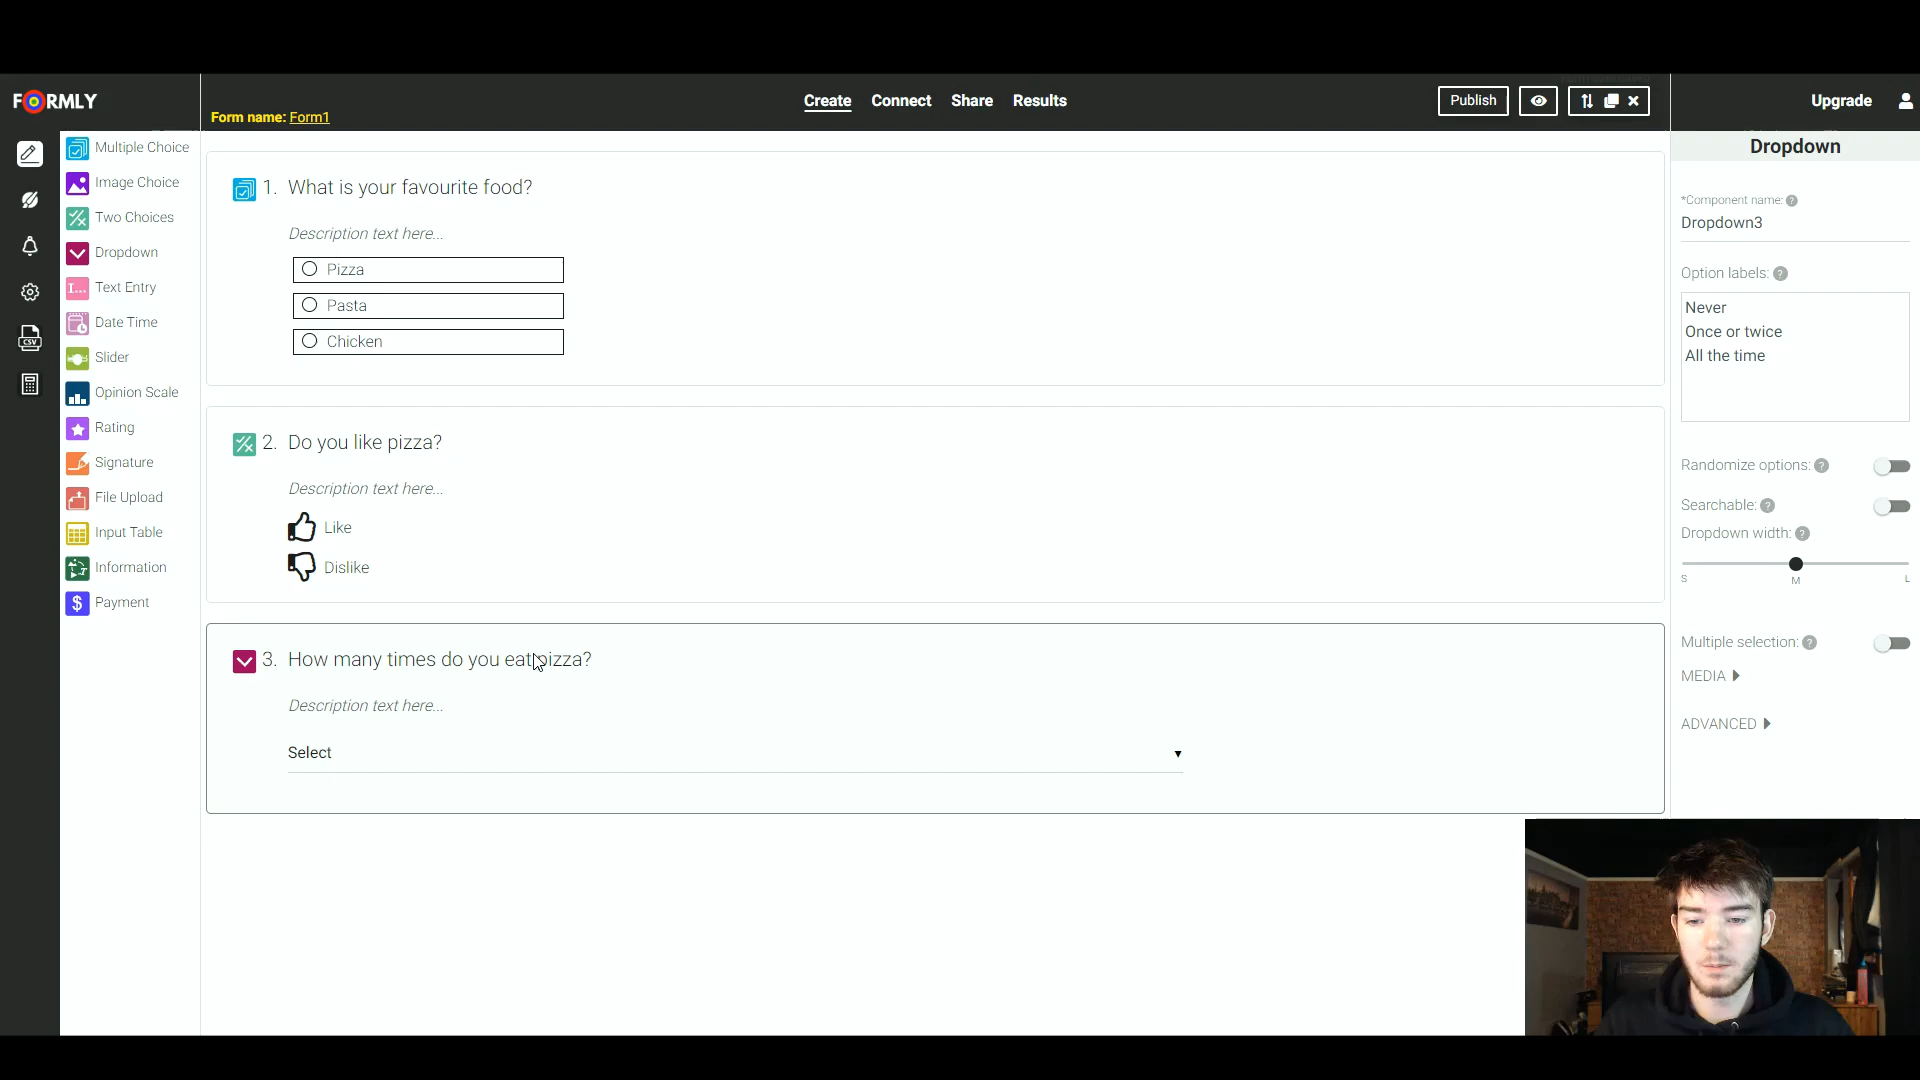 FORMLY
Form name: Form1
Create
Connect
Share
Results
Publish
Upgrade
Multiple Choice
Image Choice
Two Choices
Dropdown
Text Entry
Date Time
Slider
Opinion Scale
Rating
Signature
File Upload
Input Table
Information
Payment
CSV
1. What is your favourite food?
Description text here...
Pizza
Pasta
Chicken
2. Do you like pizza?
Description text here...
Like
Dislike
3. How many times do you eat pizza?
Description text here...
Select
Dropdown
*Component name: ?
Dropdown3
Option labels: ?
Never
Once or twice
All the time
Randomize options: ?
Searchable: ?
Dropdown width: ?
S M L
Multiple selection: ?
MEDIA
ADVANCED